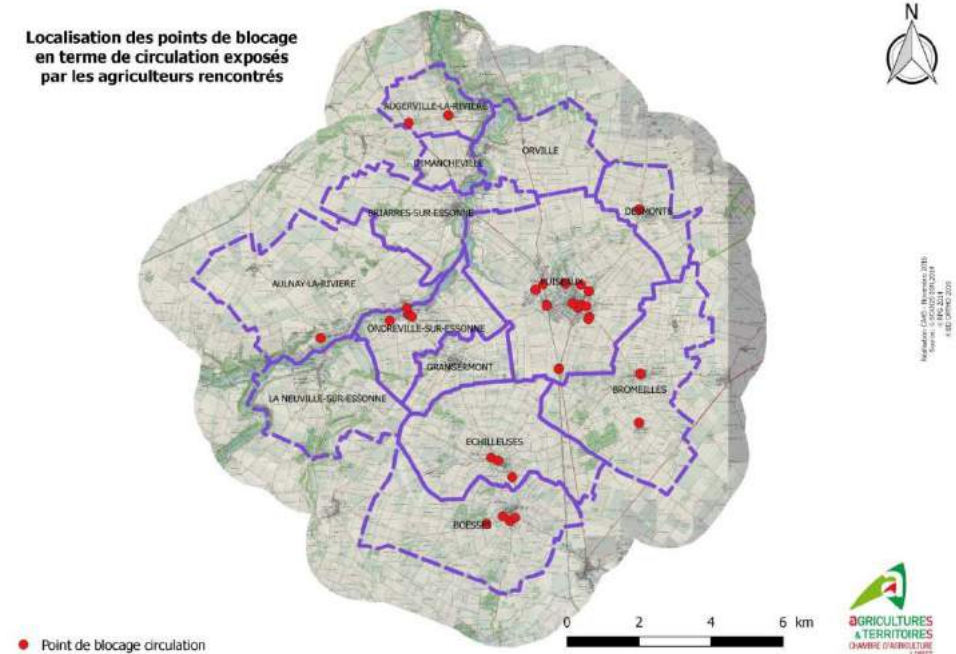 Localisation des points de blocage
en terme de circulation exposés
par les agriculteurs rencontrés
N
AUGERVILLE-LA-RIVIERE
DIMANCHEVILLE
ORVILLE
BRIARRES-SUR-ESSONNE
DESMONTS
AULNAY-LA-RIVIERE
PUISEAUX
ONDREVILLE-SUR-ESSONNE
GRANGERMONT
LA NEUVILLE-SUR-ESSONNE
BROMEILLES
ECHILLEUSES
BOESSES
0 2 4 6 km
Point de blocage circulation
AGRICULTURES
& TERRITOIRES
CHAMBRE D'AGRICULTURE
LOIRET